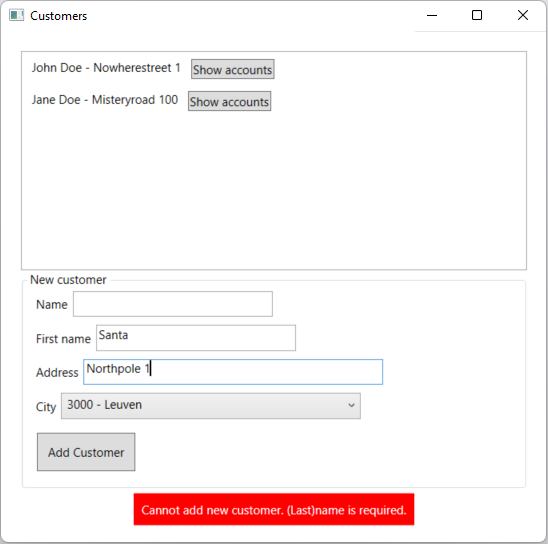 Customers
John Doe - Nowherestreet 1 Show accounts
Jane Doe - Misteryroad 100 Show accounts
New customer
Name
First name Santa
Address Northpole 1
City 3000 - Leuven
Add Customer
Cannot add new customer. (Last)name is required.